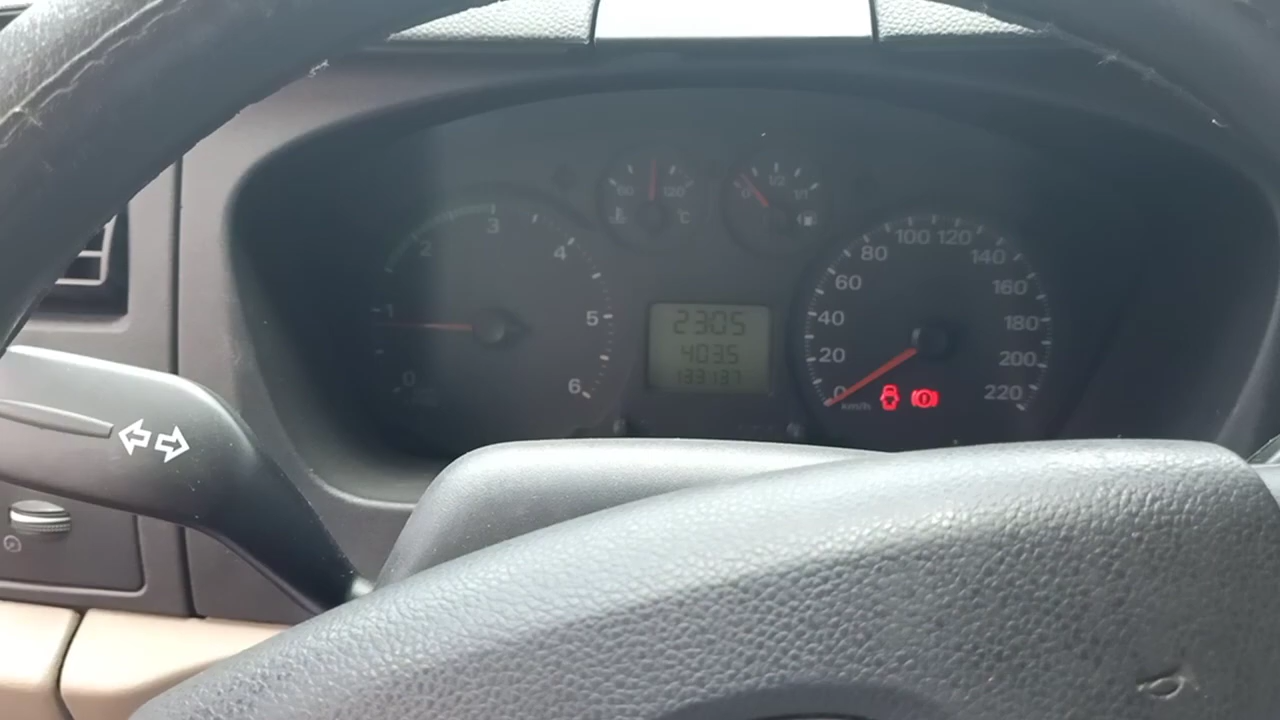 60 120
°C
0 1/2 1/1
0 1 2 3 4 5 6
2305
4035
133137
0 20 40 60 80 100 120 140 160 180 200 220
km/h